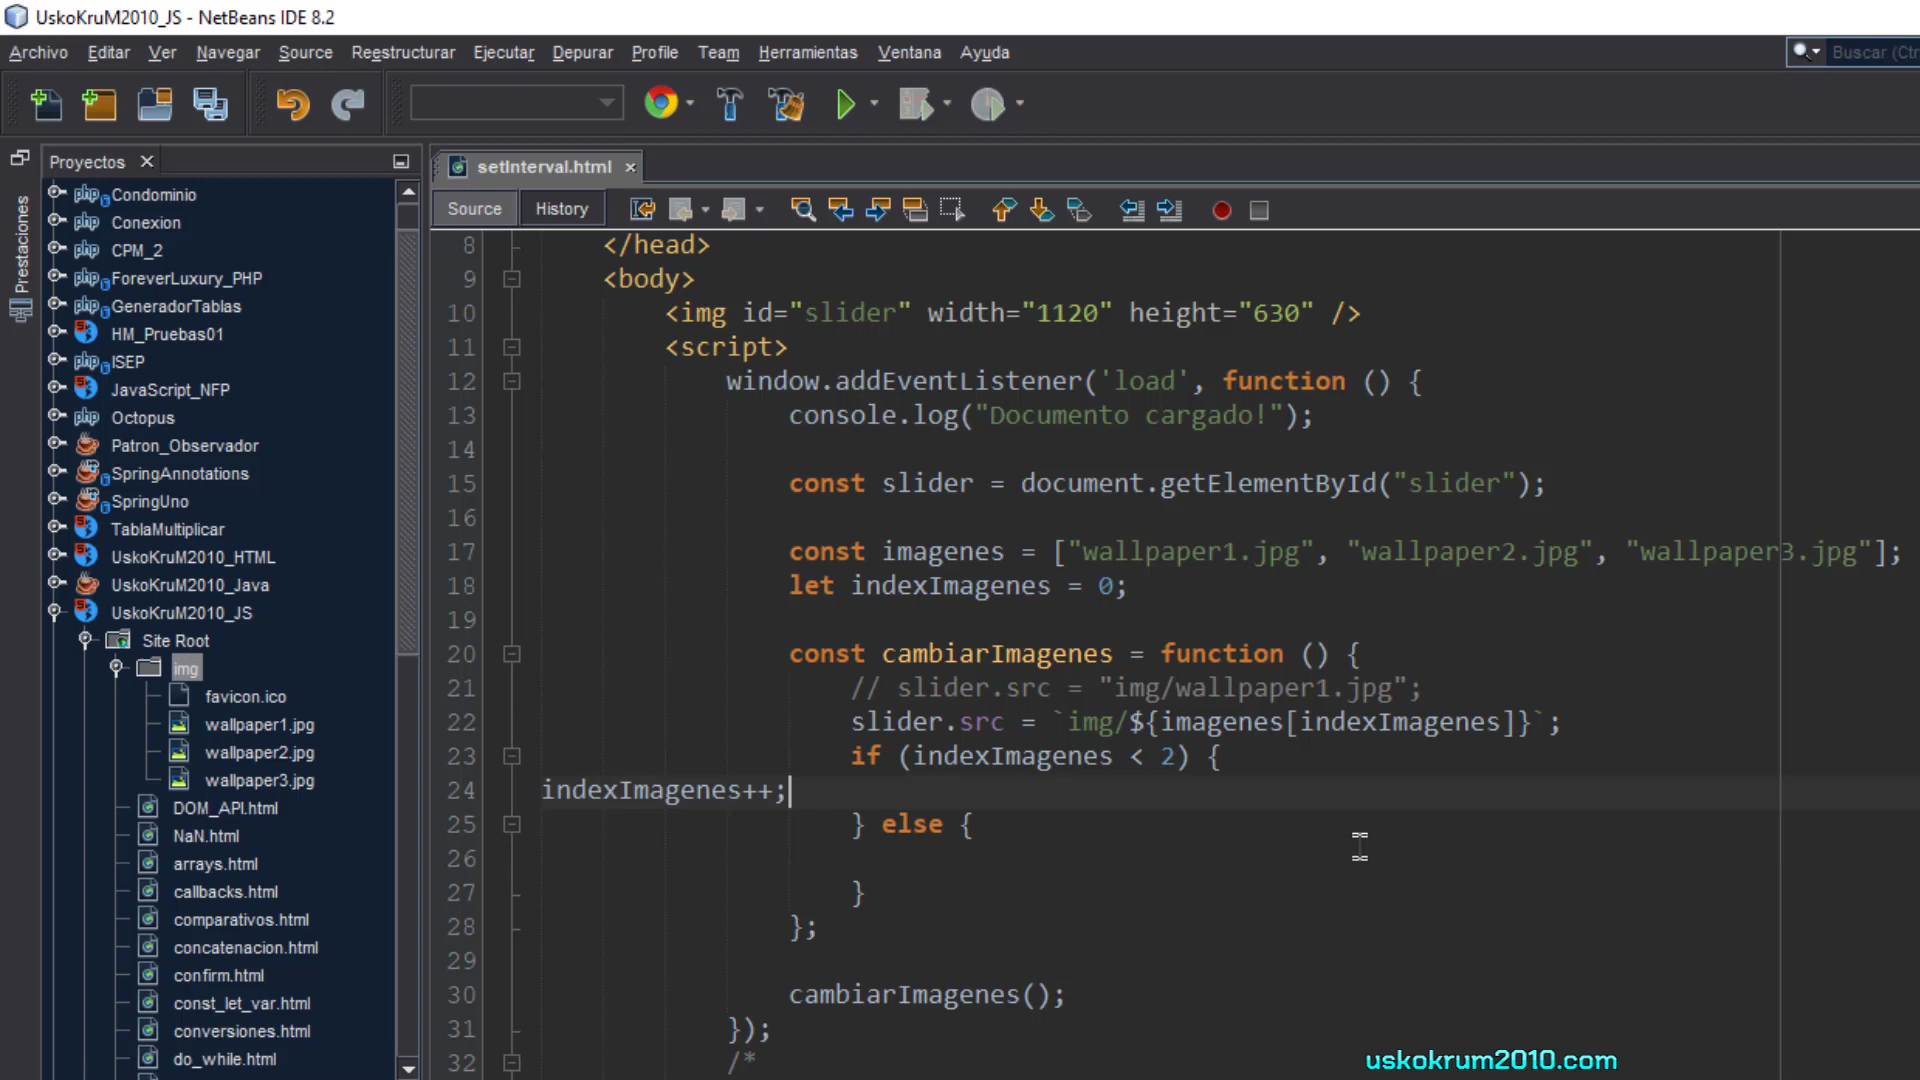 UskoKruM2010_JS - NetBeans IDE 8.2
Archivo Editar Ver Navegar Source Reestructurar Ejecutar Depurar Profile Team Herramientas Ventana Ayuda
Buscar (Ctr
Prestaciones
Proyectos
Condominio
Conexion
CPM_2
ForeverLuxury_PHP
GeneradorTablas
HM_Pruebas01
ISEP
JavaScript_NFP
Octopus
Patron_Observador
SpringAnnotations
SpringUno
TablaMultiplicar
UskoKruM2010_HTML
UskoKruM2010_Java
UskoKruM2010_JS
Site Root
img
favicon.ico
wallpaper1.jpg
wallpaper2.jpg
wallpaper3.jpg
DOM_API.html
NaN.html
arrays.html
callbacks.html
comparativos.html
concatenacion.html
confirm.html
const_let_var.html
conversiones.html
do_while.html
setInterval.html
Source History
8 </head>
9 <body>
10 <img id="slider" width="1120" height="630" />
11 <script>
12 window.addEventListener('load', function () {
13 console.log("Documento cargado!");
14
15 const slider = document.getElementById("slider");
16
17 const imagenes = ["wallpaper1.jpg", "wallpaper2.jpg", "wallpaper3.jpg"];
18 let indexImagenes = 0;
19
20 const cambiarImagenes = function () {
21 // slider.src = "img/wallpaper1.jpg";
22 slider.src = `img/${imagenes[indexImagenes]}`;
23 if (indexImagenes < 2) {
24 indexImagenes++;
25 } else {
26
27 }
28 };
29
30 cambiarImagenes();
31 });
32 /*
uskokrum2010.com